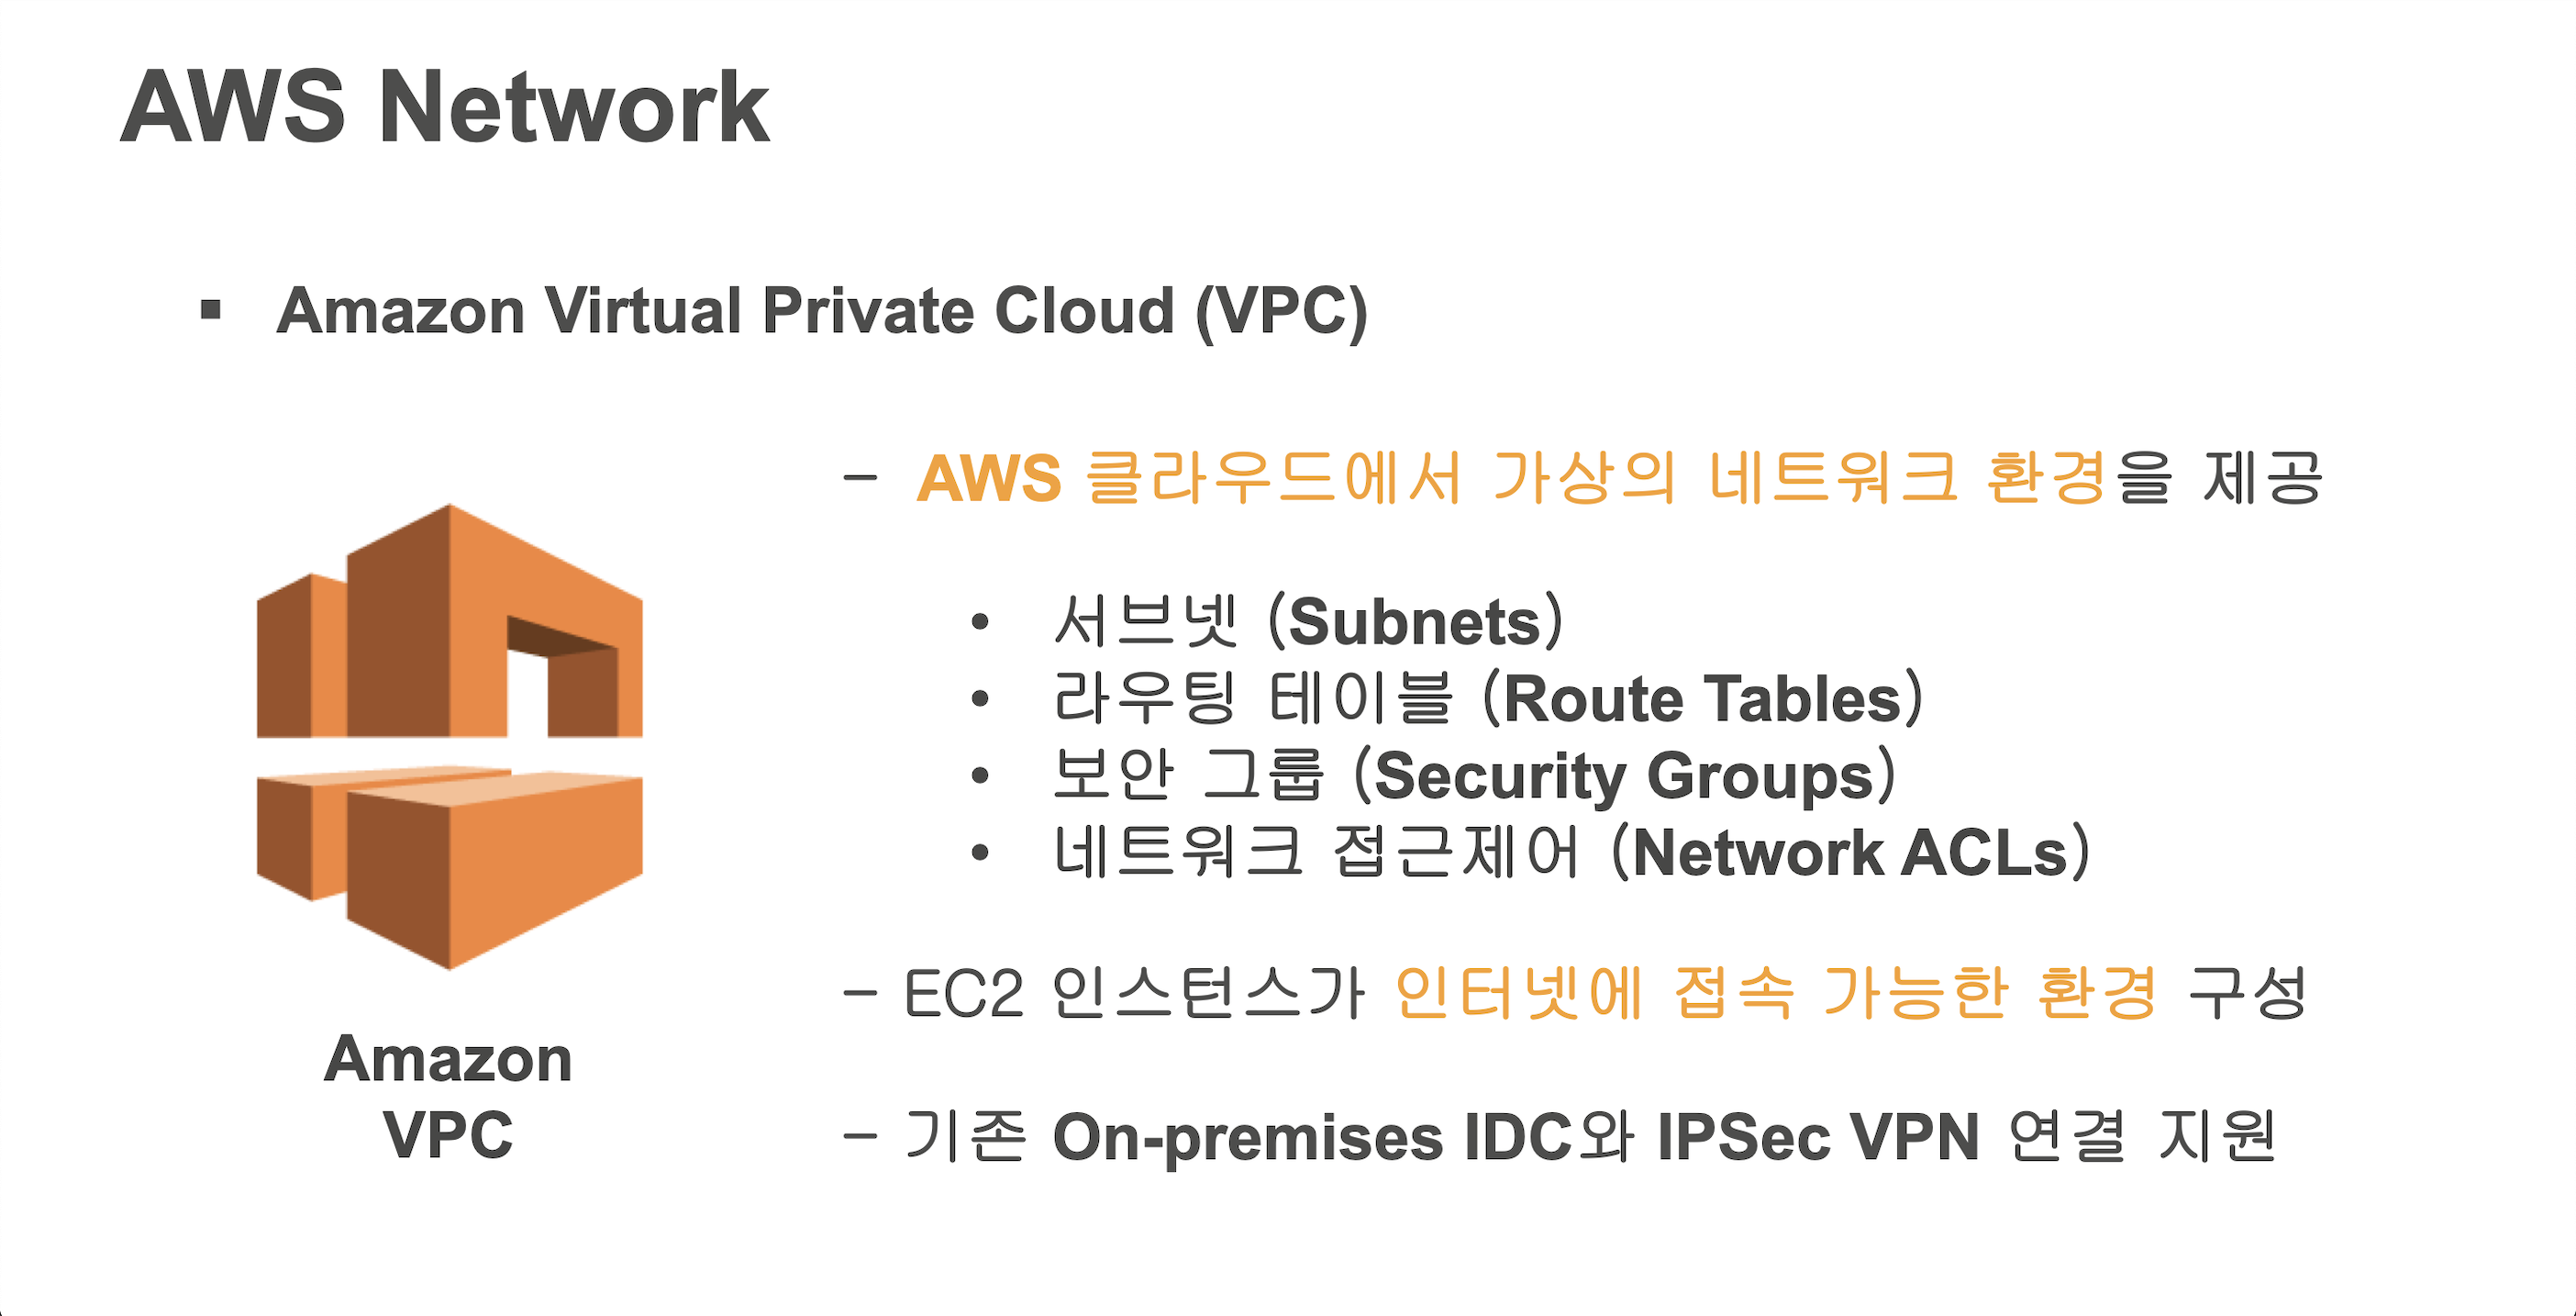 AWS Network
▪ Amazon Virtual Private Cloud (VPC)
– AWS 클라우드에서 가상의 네트워크 환경을 제공
• 서브넷 (Subnets)
• 라우팅 테이블 (Route Tables)
• 보안 그룹 (Security Groups)
• 네트워크 접근제어 (Network ACLs)
– EC2 인스턴스가 인터넷에 접속 가능한 환경 구성
– 기존 On-premises IDC와 IPSec VPN 연결 지원
Amazon
VPC